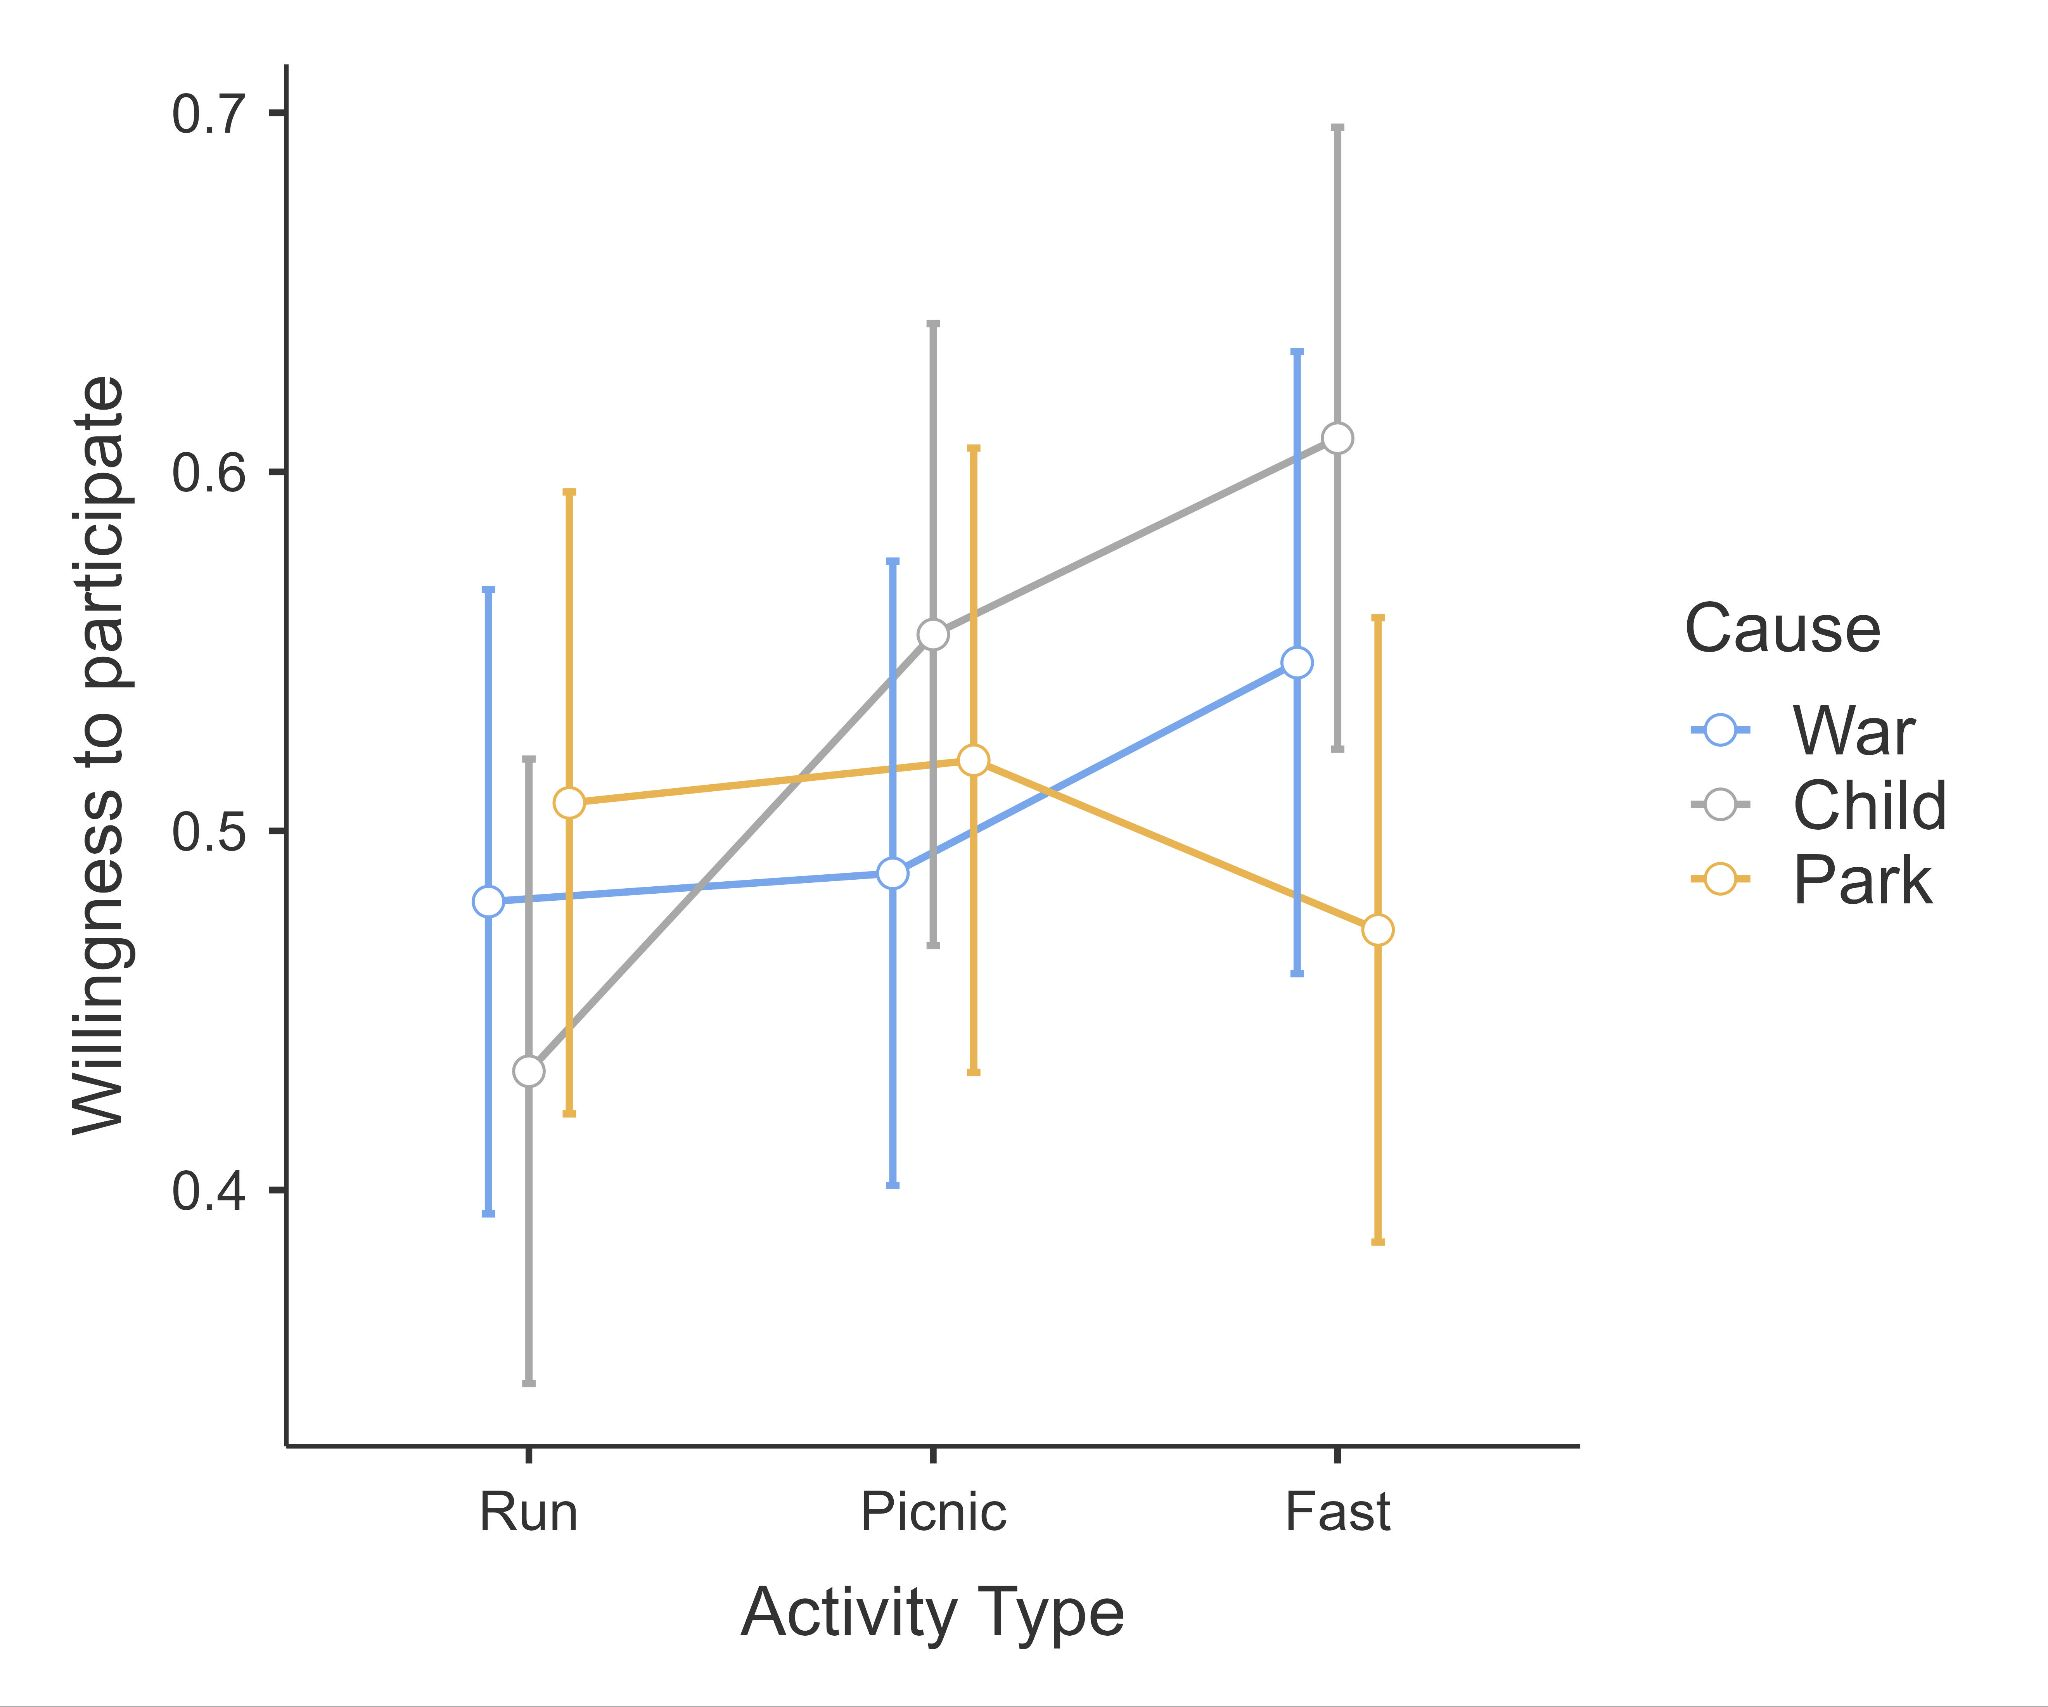 0.7
0.6
0.5
0.4
Willingness to participate
Run
Picnic
Fast
Activity Type
Cause
War
Child
Park